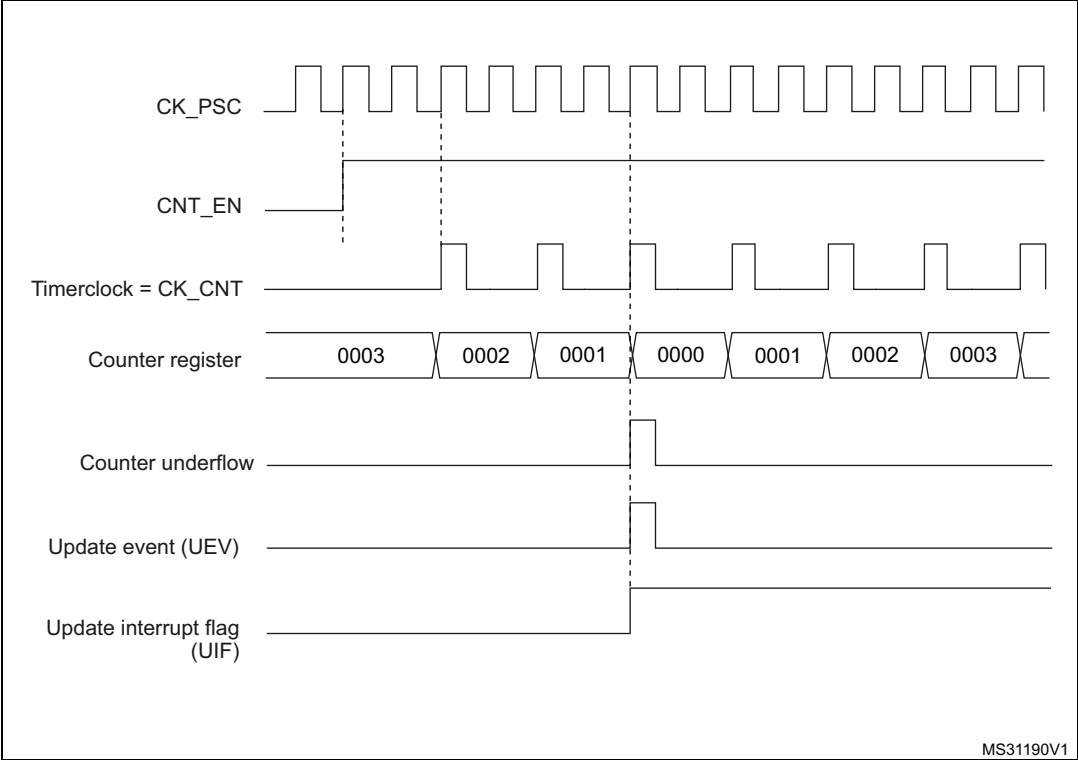 CK_PSC
CNT_EN
Timerclock = CK_CNT
Counter register
0003 0002 0001 0000 0001 0002 0003
Counter underflow
Update event (UEV)
Update interrupt flag
(UIF)
MS31190V1